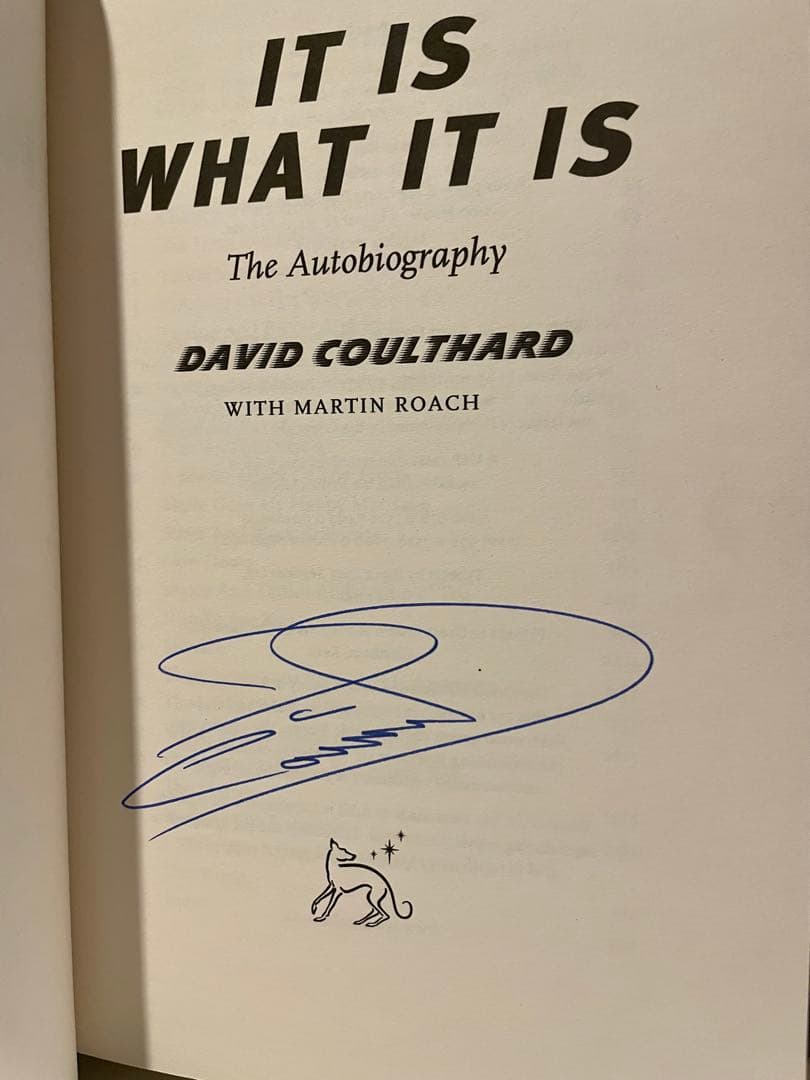 IT IS
WHAT IT IS
The Autobiography
DAVID COULTHARD
WITH MARTIN ROACH